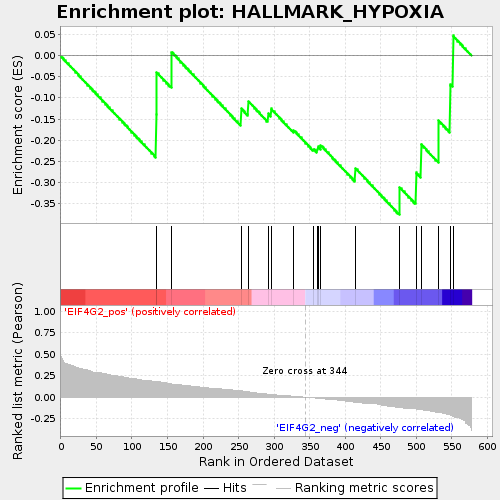 Enrichment plot: HALLMARK_HYPOXIA
Enrichment score (ES)
0.05
0.00
-0.05
-0.10
-0.15
-0.20
-0.25
-0.30
-0.35
'EIF4G2_pos' (positively correlated)
Ranked list metric (Pearson)
1.00
0.75
0.50
0.25
0.00
-0.25
Zero cross at 344
'EIF4G2_neg' (negatively correlated)
0 50 100 150 200 250 300 350 400 450 500 550 600
Rank in Ordered Dataset
Enrichment profile Hits Ranking metric scores